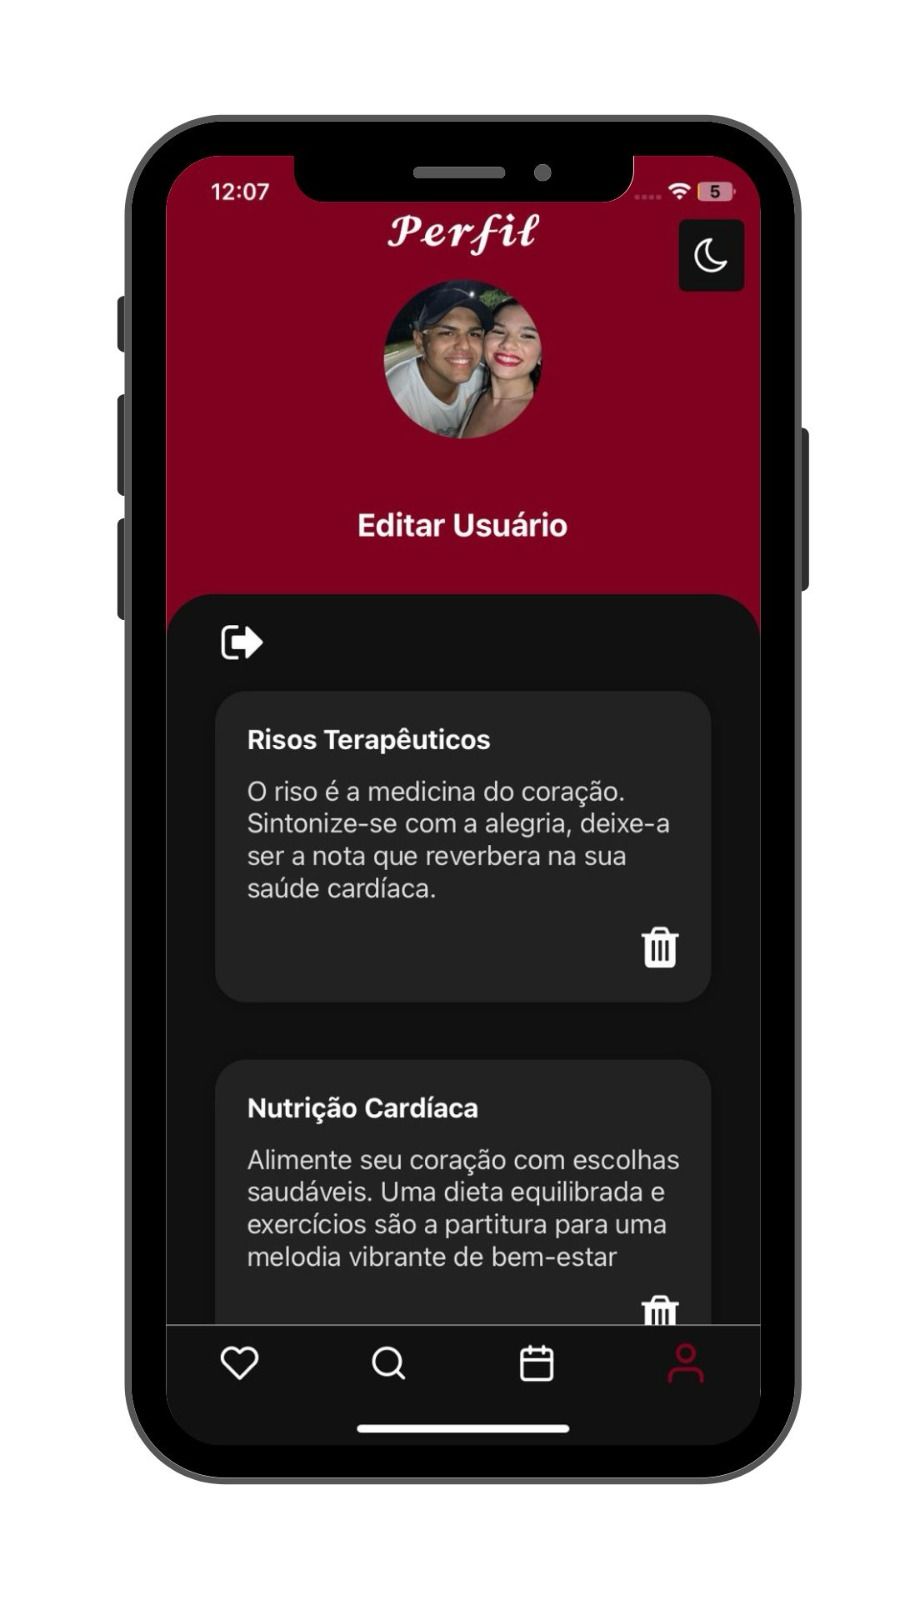 12:07
5
Perfil
Editar Usuário
Risos Terapêuticos
O riso é a medicina do coração.
Sintonize-se com a alegria, deixe-a
ser a nota que reverbera na sua
saúde cardíaca.
Nutrição Cardíaca
Alimente seu coração com escolhas
saudáveis. Uma dieta equilibrada e
exercícios são a partitura para uma
melodia vibrante de bem-estar